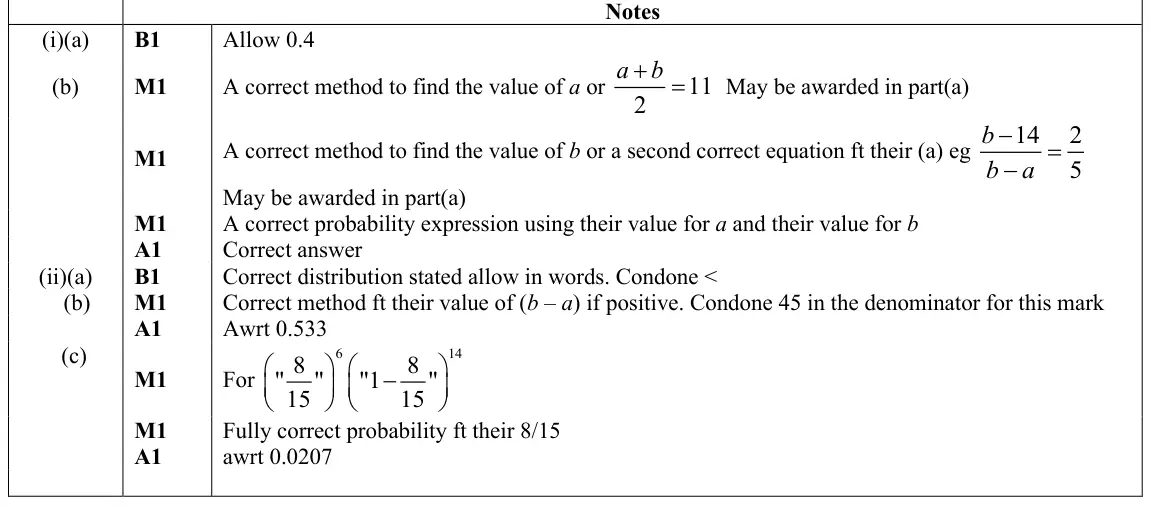 Notes
(i)(a) B1 Allow 0.4
(b) M1 A correct method to find the value of a or (a + b)/2 = 11 May be awarded in part(a)
M1 A correct method to find the value of b or a second correct equation ft their (a) eg (b − 14)/(b − a) = 2/5
May be awarded in part(a)
M1 A correct probability expression using their value for a and their value for b
A1 Correct answer
(ii)(a) B1 Correct distribution stated allow in words. Condone <
(b) M1 Correct method ft their value of (b – a) if positive. Condone 45 in the denominator for this mark
A1 Awrt 0.533
(c)
M1 For ("8/15")^6 ("1 − 8/15")^14
M1 Fully correct probability ft their 8/15
A1 awrt 0.0207